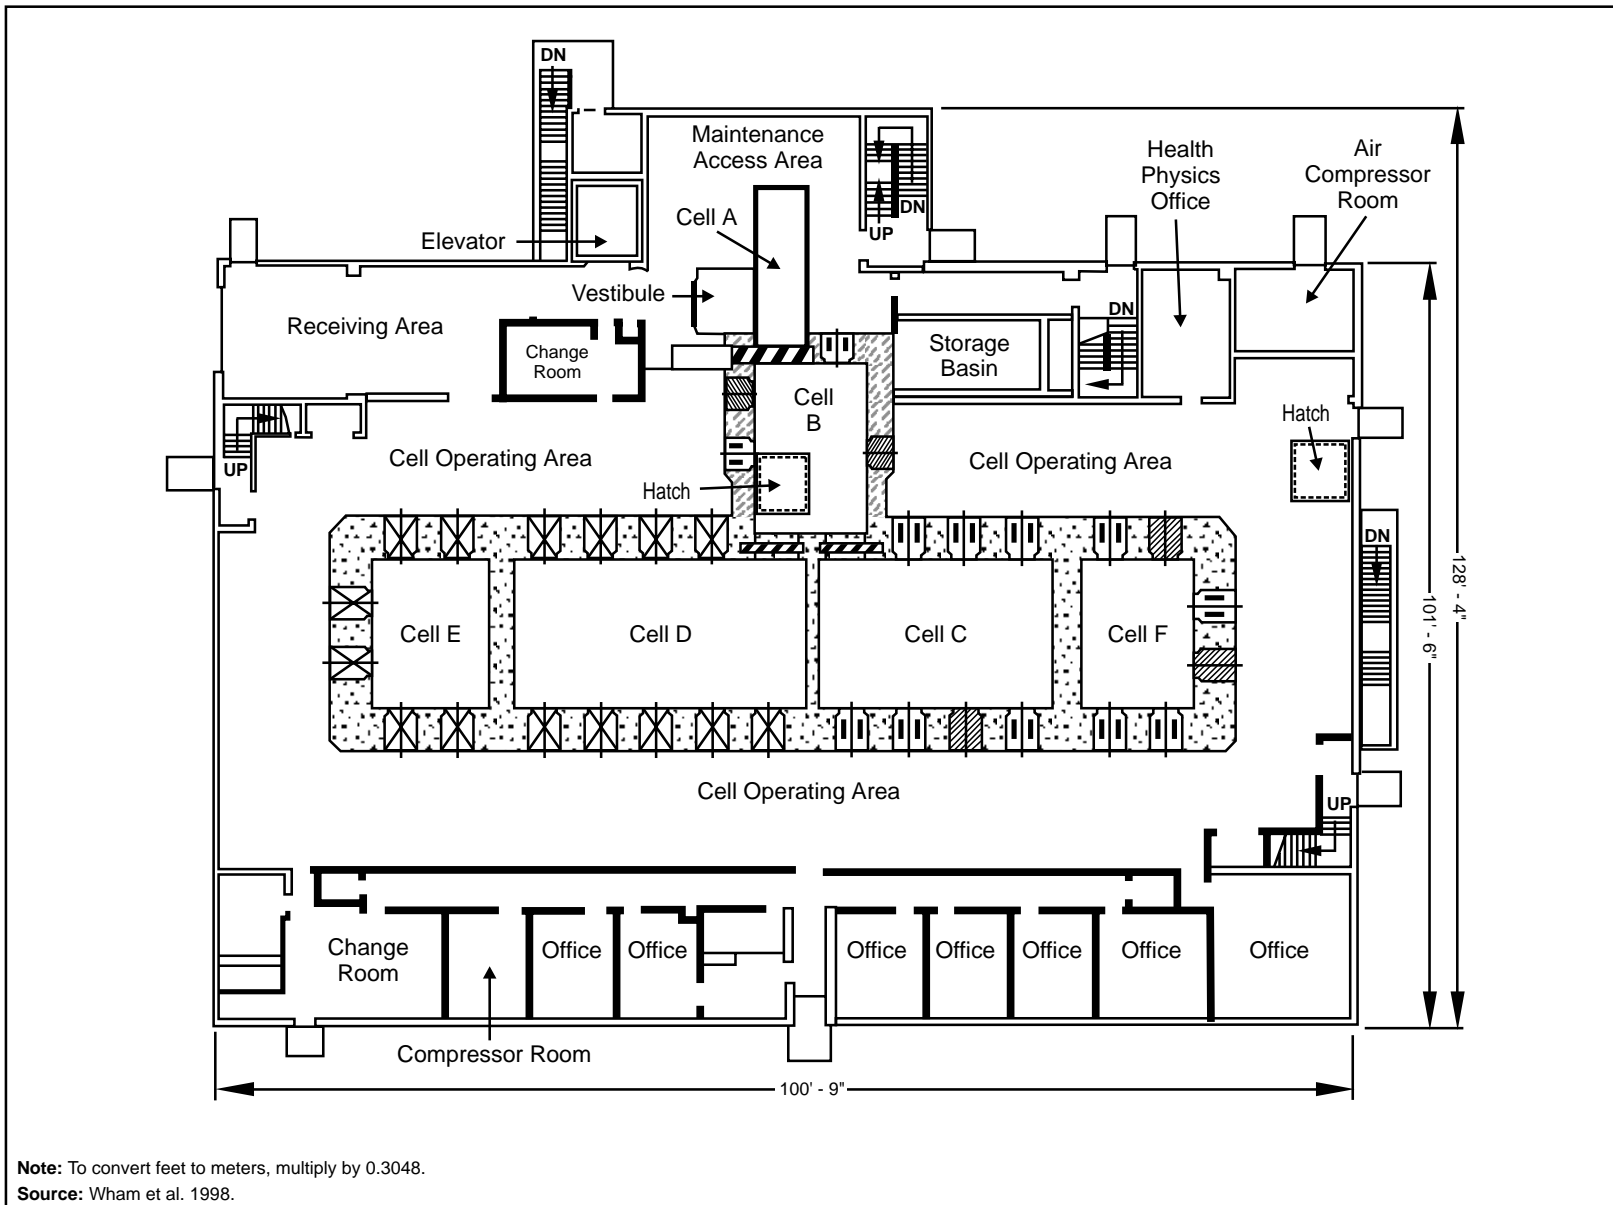 DN
Maintenance
Access Area
Health
Physics
Office
Air
Compressor
Room
DN
UP
Cell A
Elevator
Vestibule
Receiving Area
DN
Change
Room
Storage
Basin
Cell
B
Hatch
UP
Cell Operating Area
Cell Operating Area
Hatch
DN
128' - 4"
101' - 6"
Cell E
Cell D
Cell C
Cell F
Cell Operating Area
UP
Change
Room
Office
Office
Office
Office
Office
Office
Office
Compressor Room
100' - 9"
Note: To convert feet to meters, multiply by 0.3048.
Source: Wham et al. 1998.